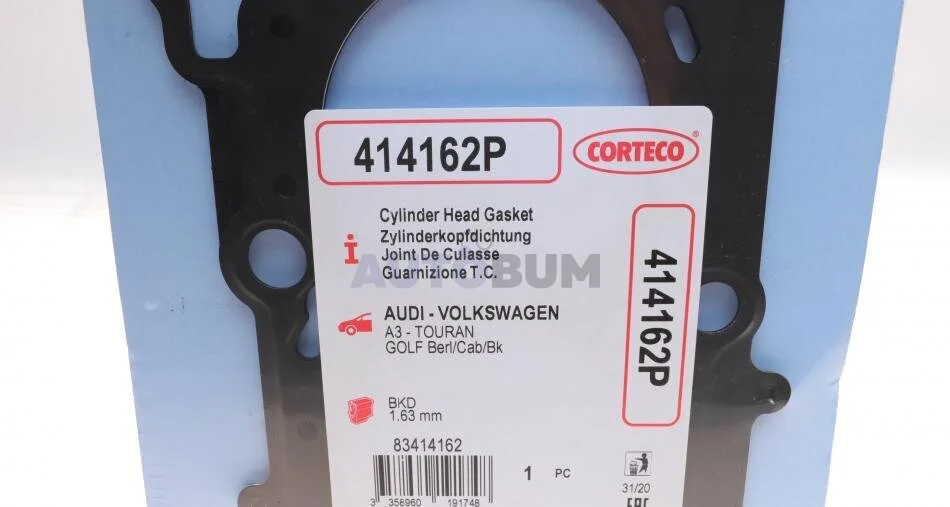 414162P
CORTECO®
Cylinder Head Gasket
Zylinderkopfdichtung
Joint De Culasse
Guarnizione T.C.
AUTOBUM
AUDI - VOLKSWAGEN
A3 - TOURAN
GOLF Berl/Cab/Bk
414162P
BKD
1.63 mm
83414162
1 PC
31/20
3 358960 191748
EAC